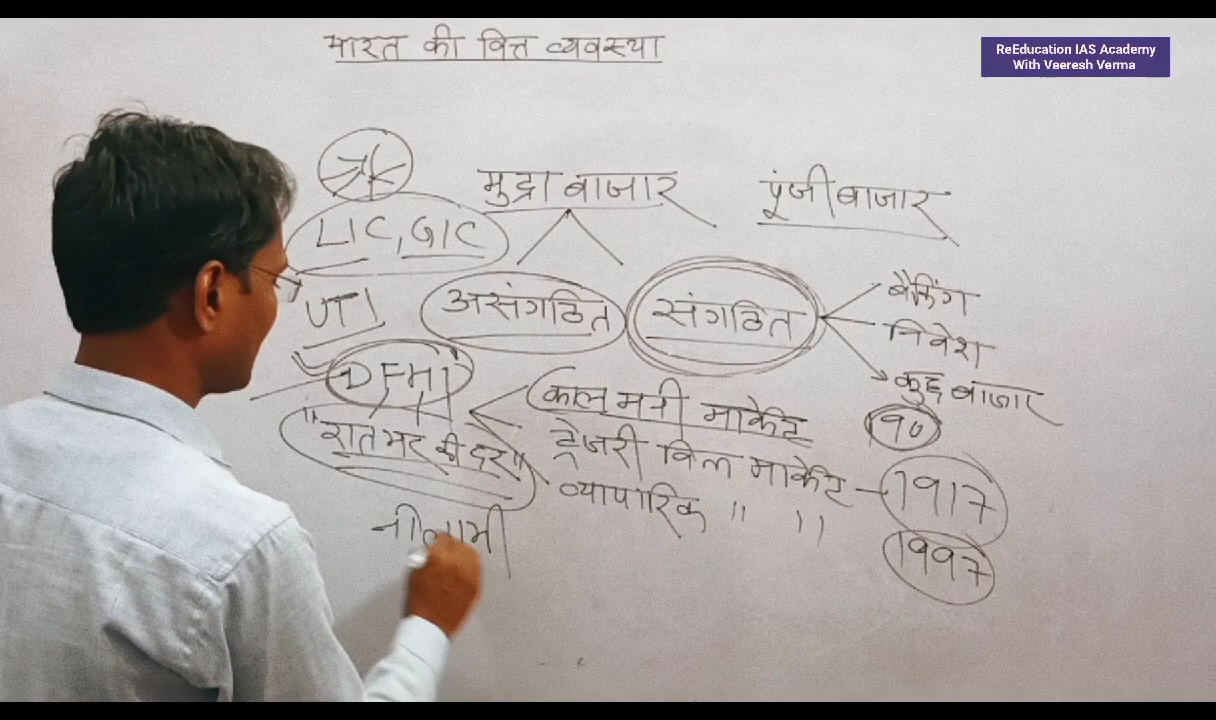 भारत की वित्त व्यवस्था
ReEducation IAS Academy
With Veeresh Verma
मुद्रा बाजार
पूंजी बाजार
LIC, GIC
UTI
असंगठित
संगठित
बैंकिंग
निवेश
बाजार
DFHI
काल मनी मार्केट
"रातभर की दर"
ट्रेजरी बिल मार्केट — 1917
व्यापारिक " "
1997
नीलामी